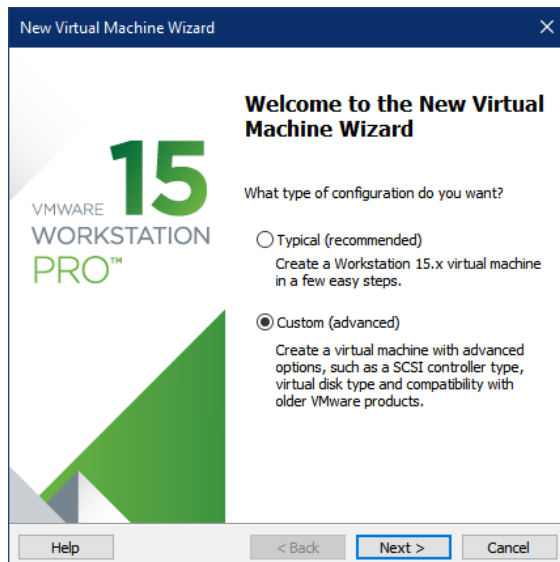 New Virtual Machine Wizard
Welcome to the New Virtual
Machine Wizard
15
VMWARE
WORKSTATION
PRO™
What type of configuration do you want?
Typical (recommended)
Create a Workstation 15.x virtual machine
in a few easy steps.
Custom (advanced)
Create a virtual machine with advanced
options, such as a SCSI controller type,
virtual disk type and compatibility with
older VMware products.
Help
< Back
Next >
Cancel